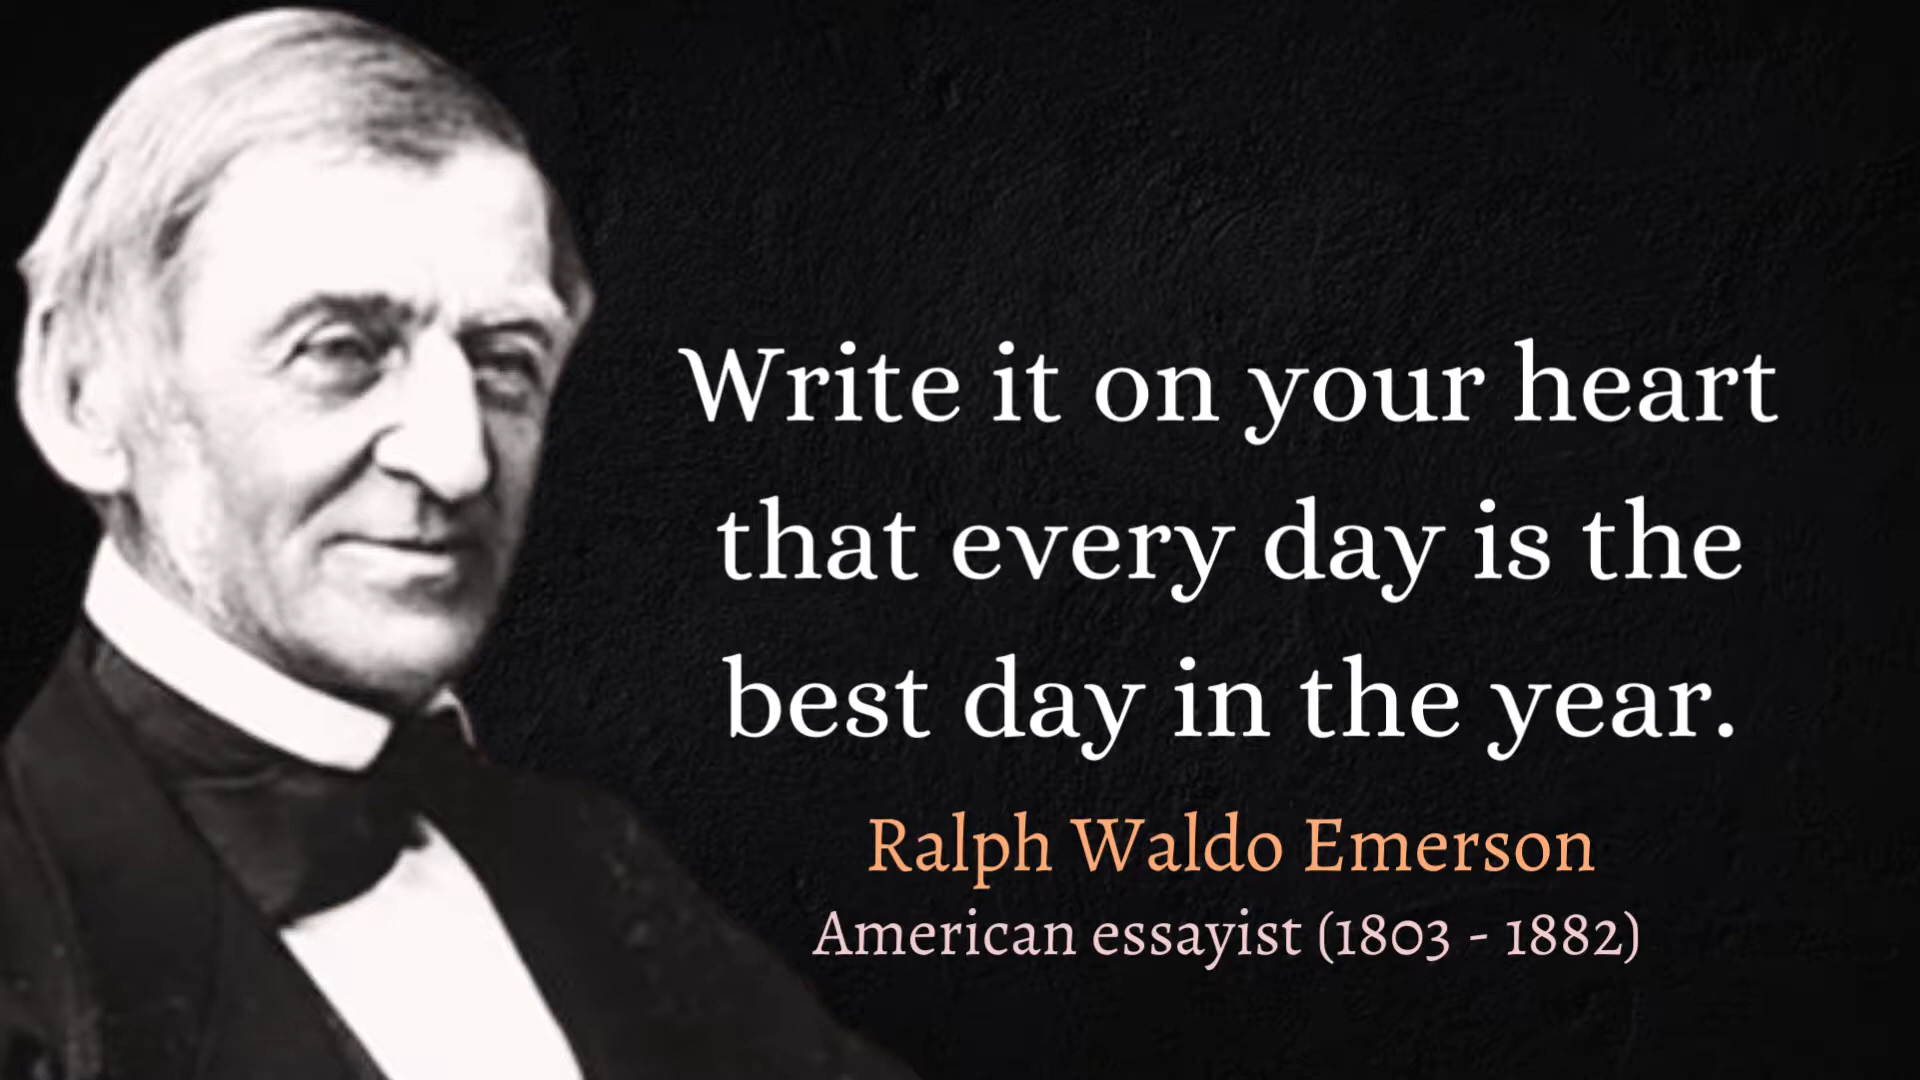 Write it on your heart
that every day is the
best day in the year.
Ralph Waldo Emerson
American essayist (1803 - 1882)